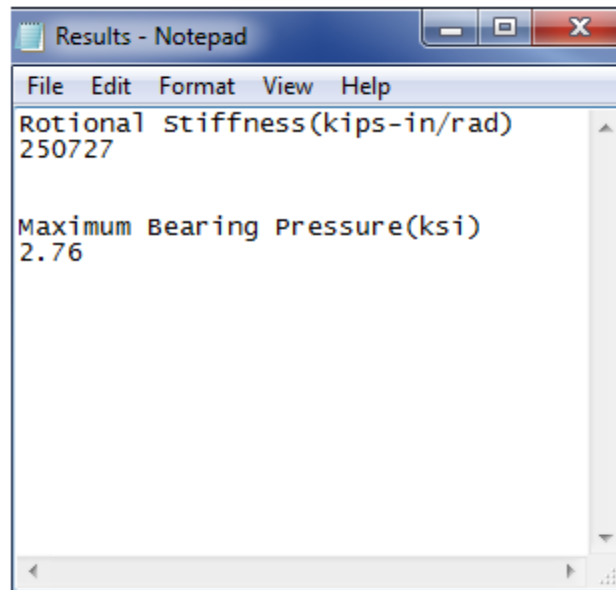 Results - Notepad
File Edit Format View Help
Rotional Stiffness(kips-in/rad)
250727
Maximum Bearing Pressure(ksi)
2.76